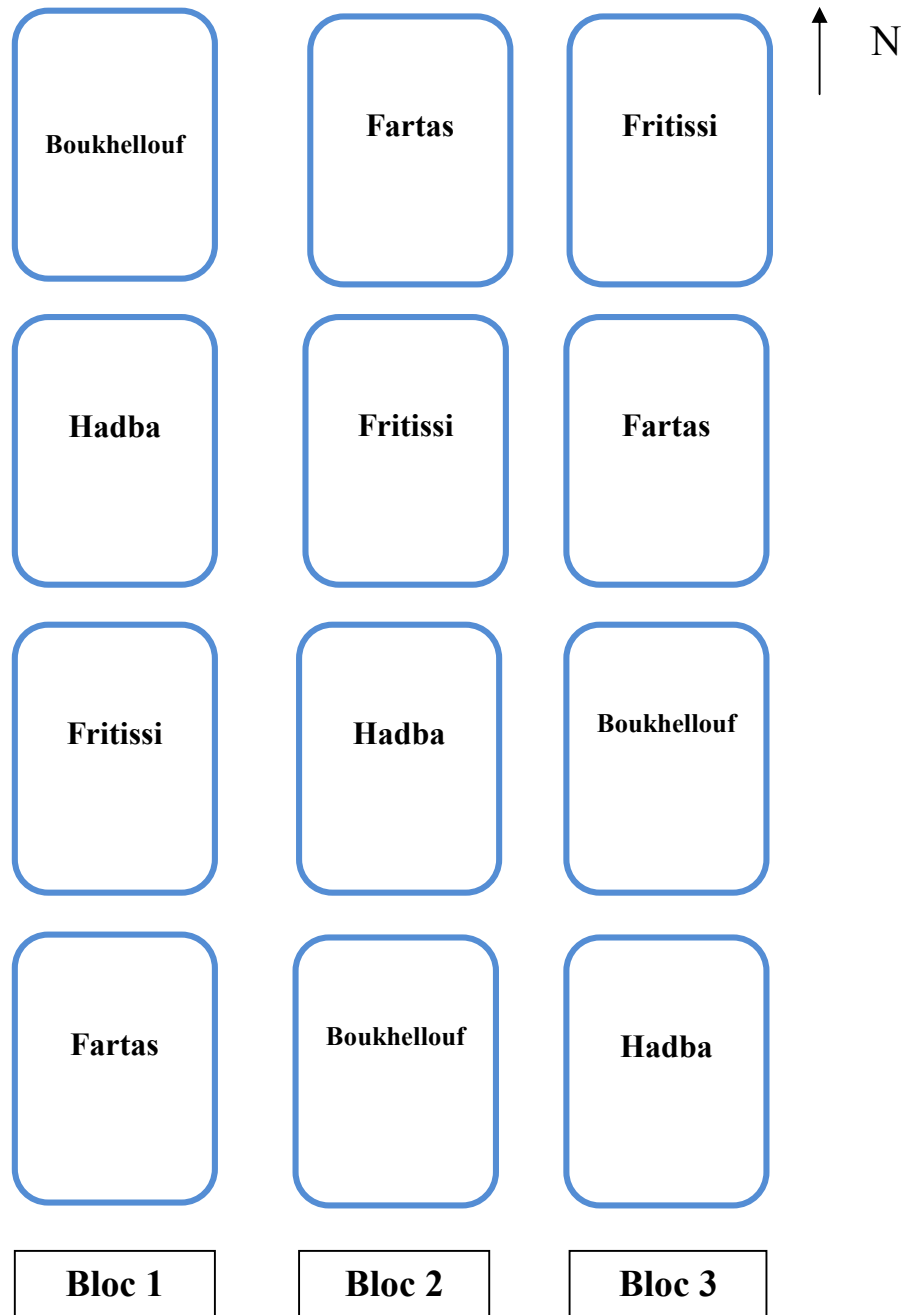 N
Boukhellouf
Fartas
Fritissi
Hadba
Fritissi
Fartas
Fritissi
Hadba
Boukhellouf
Fartas
Boukhellouf
Hadba
Bloc 1
Bloc 2
Bloc 3